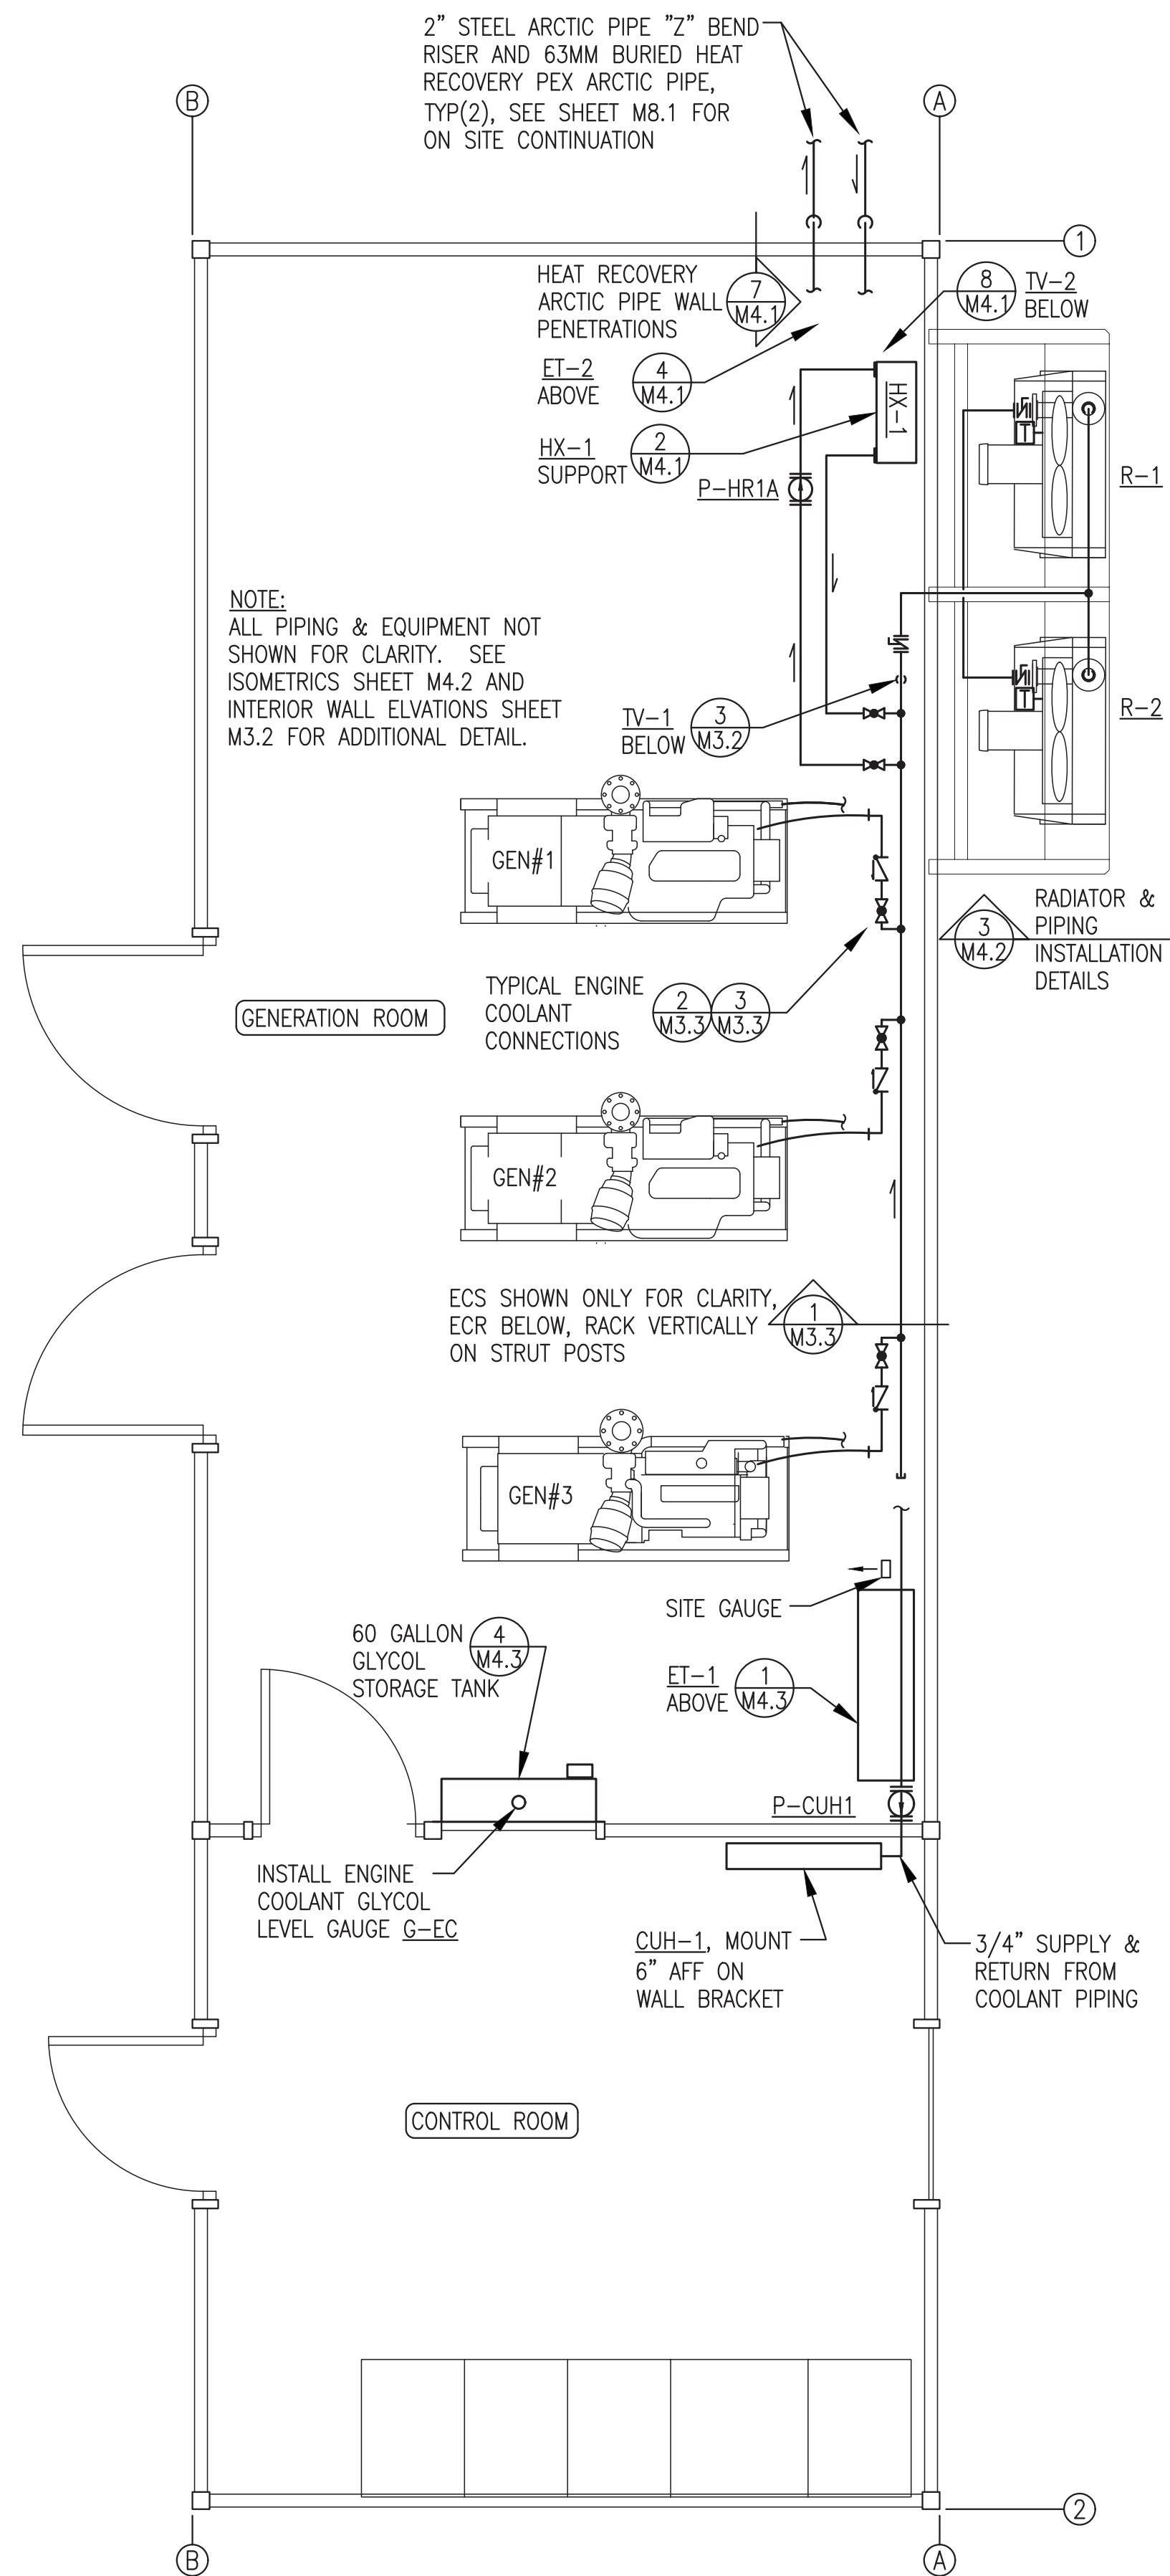 2” STEEL ARCTIC PIPE ”Z” BEND
RISER AND 63MM BURIED HEAT
RECOVERY PEX ARCTIC PIPE,
TYP(2), SEE SHEET M8.1 FOR
ON SITE CONTINUATION
B
A
1
HEAT RECOVERY
ARCTIC PIPE WALL
PENETRATIONS
7
M4.1
8
M4.1
TV-2
BELOW
ET-2
ABOVE
4
M4.1
HX-1
HX-1
SUPPORT
2
M4.1
P-HR1A
T
R-1
NOTE:
ALL PIPING & EQUIPMENT NOT
SHOWN FOR CLARITY. SEE
ISOMETRICS SHEET M4.2 AND
INTERIOR WALL ELVATIONS SHEET
M3.2 FOR ADDITIONAL DETAIL.
TV-1
BELOW
3
M3.2
T
R-2
GEN#1
RADIATOR &
PIPING
INSTALLATION
DETAILS
3
M4.2
TYPICAL ENGINE
COOLANT
CONNECTIONS
2
M3.3
3
M3.3
GENERATION ROOM
GEN#2
ECS SHOWN ONLY FOR CLARITY,
ECR BELOW, RACK VERTICALLY
ON STRUT POSTS
1
M3.3
GEN#3
SITE GAUGE
60 GALLON
GLYCOL
STORAGE TANK
4
M4.3
ET-1
ABOVE
1
M4.3
P-CUH1
INSTALL ENGINE
COOLANT GLYCOL
LEVEL GAUGE G-EC
CUH-1, MOUNT
6” AFF ON
WALL BRACKET
3/4” SUPPLY &
RETURN FROM
COOLANT PIPING
CONTROL ROOM
2
B
A